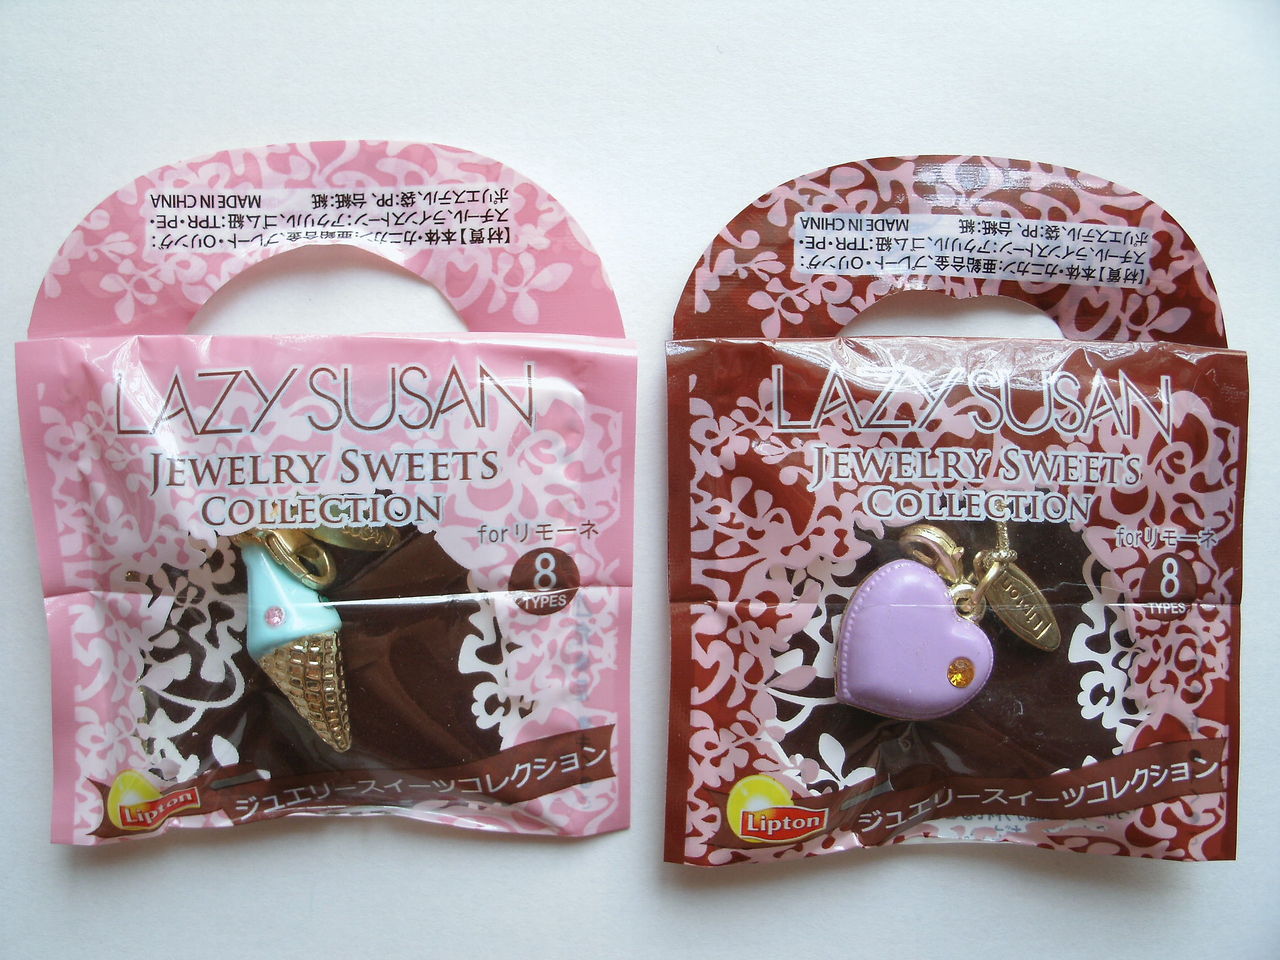 【材質】本体・カニカン:亜鉛合金、プレート・Oリング:
スチール、ラインストーン:アクリル、ゴム紐:TPR・PE・
ポリエステル、袋:PP、台紙:紙 MADE IN CHINA
LAZY SUSAN
JEWELRY SWEETS
COLLECTION
for リモーネ
8
TYPES
Lipton
ジュエリースイーツコレクション
【材質】本体・カニカン:亜鉛合金、プレート・Oリング:
スチール、ラインストーン:アクリル、ゴム紐:TPR・PE・
ポリエステル、袋:PP、台紙:紙 MADE IN CHINA
LAZY SUSAN
JEWELRY SWEETS
COLLECTION
for リモーネ
8
TYPES
Lipton
Lipton
ジュエリースイーツコレクション